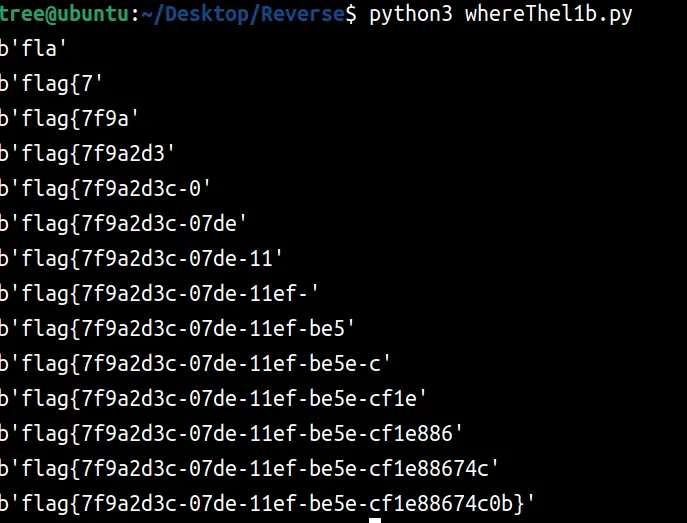 tree@ubuntu:~/Desktop/Reverse$ python3 whereThel1b.py
b'fla'
b'flag{7'
b'flag{7f9a'
b'flag{7f9a2d3'
b'flag{7f9a2d3c-0'
b'flag{7f9a2d3c-07de'
b'flag{7f9a2d3c-07de-11'
b'flag{7f9a2d3c-07de-11ef-'
b'flag{7f9a2d3c-07de-11ef-be5'
b'flag{7f9a2d3c-07de-11ef-be5e-c'
b'flag{7f9a2d3c-07de-11ef-be5e-cf1e'
b'flag{7f9a2d3c-07de-11ef-be5e-cf1e886'
b'flag{7f9a2d3c-07de-11ef-be5e-cf1e88674c'
b'flag{7f9a2d3c-07de-11ef-be5e-cf1e88674c0b}'